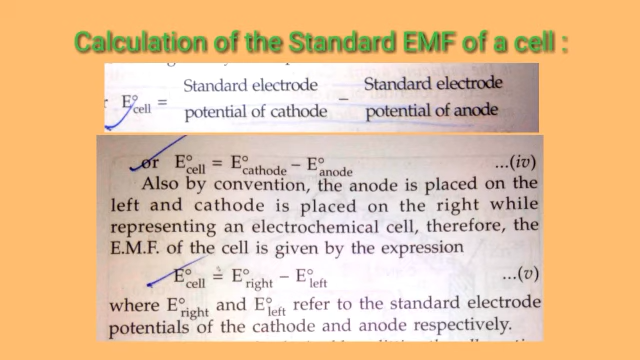 Calculation of the Standard EMF of a cell :
Standard electrode Standard electrode
E°cell = potential of cathode − potential of anode
or E°cell = E°cathode − E°anode ...(iv)
Also by convention, the anode is placed on the
left and cathode is placed on the right while
representing an electrochemical cell, therefore, the
E.M.F. of the cell is given by the expression
E°cell = E°right − E°left ...(v)
where E°right and E°left refer to the standard electrode
potentials of the cathode and anode respectively.